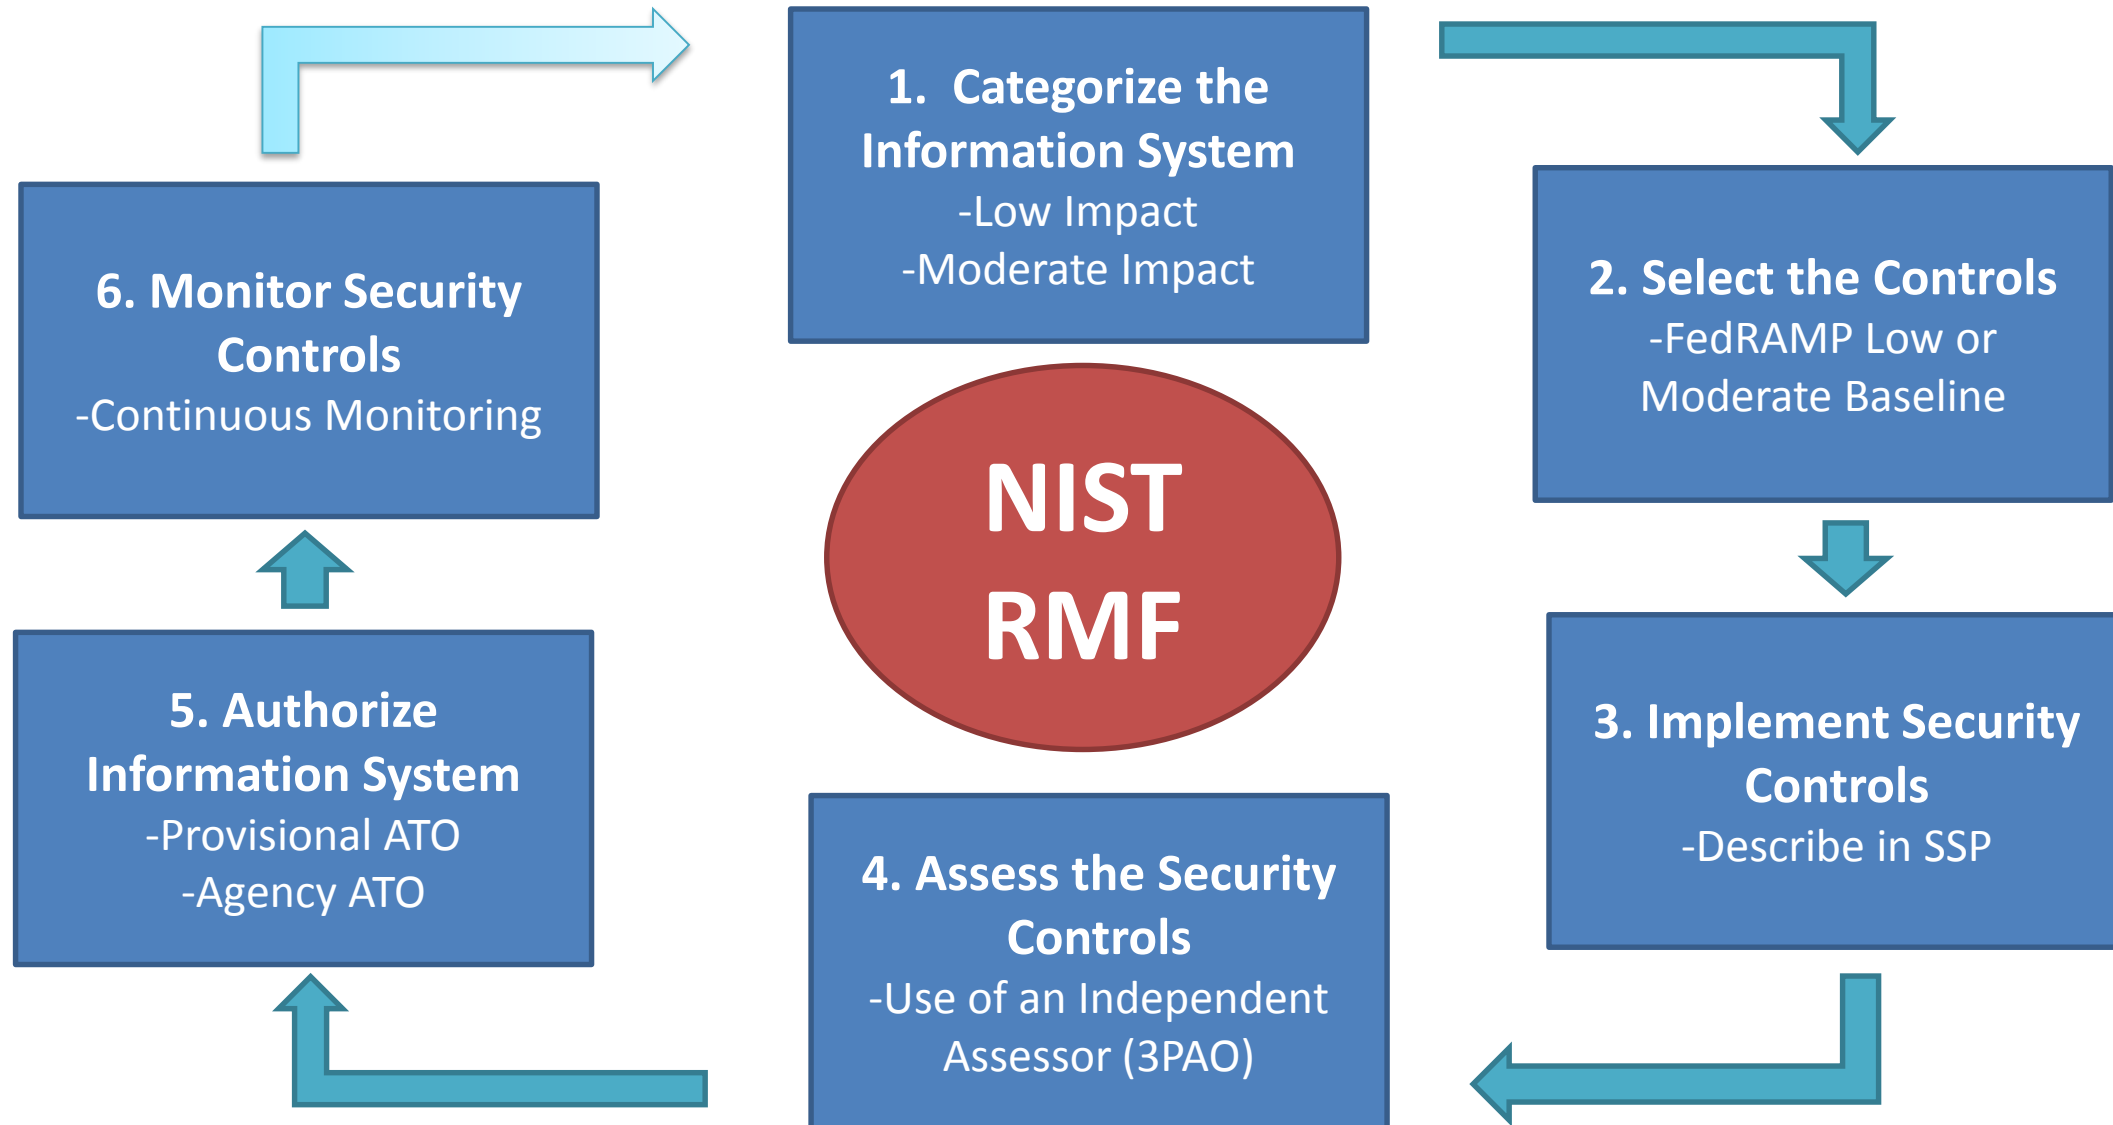 1. Categorize the
Information System
-Low Impact
-Moderate Impact
2. Select the Controls
-FedRAMP Low or
Moderate Baseline
3. Implement Security
Controls
-Describe in SSP
4. Assess the Security
Controls
-Use of an Independent
Assessor (3PAO)
5. Authorize
Information System
-Provisional ATO
-Agency ATO
6. Monitor Security
Controls
-Continuous Monitoring
NIST
RMF